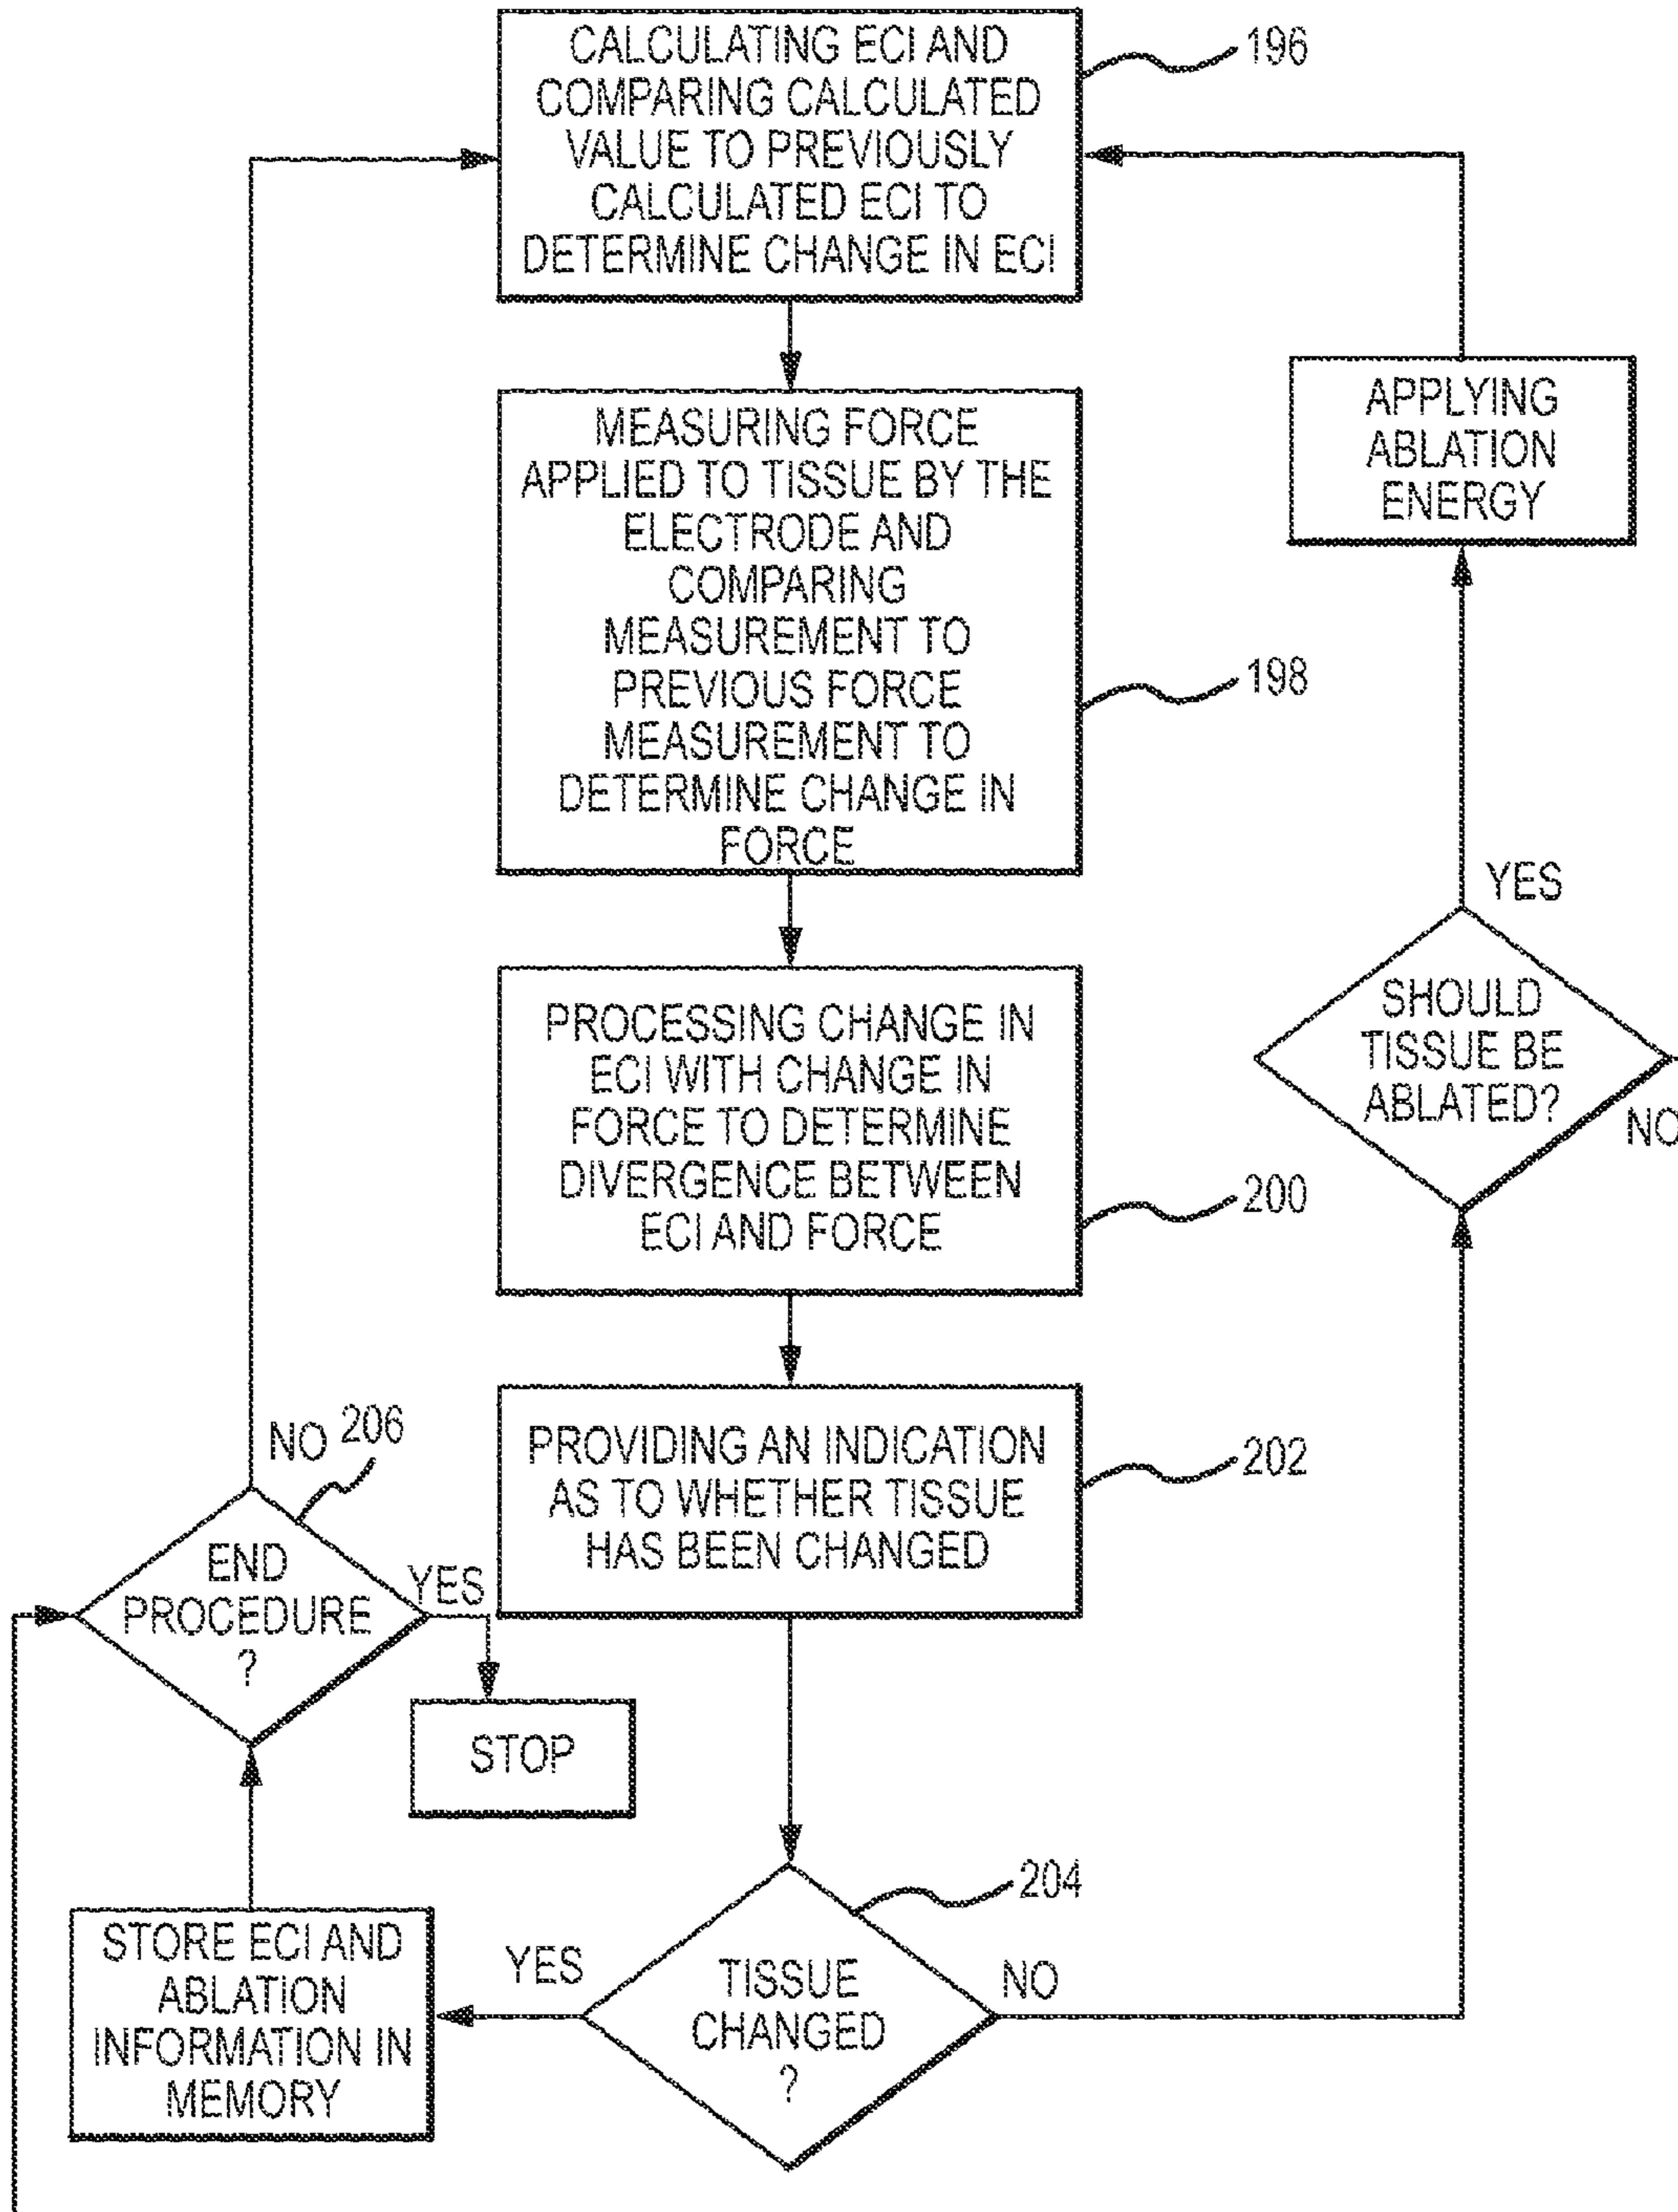 CALCULATING ECI AND
COMPARING CALCULATED
VALUE TO PREVIOUSLY
CALCULATED ECI TO
DETERMINE CHANGE IN ECI
196
MEASURING FORCE
APPLIED TO TISSUE BY THE
ELECTRODE AND
COMPARING
MEASUREMENT TO
PREVIOUS FORCE
MEASUREMENT TO
DETERMINE CHANGE IN
FORCE
198
APPLYING
ABLATION
ENERGY
YES
SHOULD
TISSUE BE
ABLATED?
NO
PROCESSING CHANGE IN
ECI WITH CHANGE IN
FORCE TO DETERMINE
DIVERGENCE BETWEEN
ECI AND FORCE
200
PROVIDING AN INDICATION
AS TO WHETHER TISSUE
HAS BEEN CHANGED
202
NO
206
END
PROCEDURE
?
YES
STOP
204
TISSUE
CHANGED
?
YES
NO
STORE ECI AND
ABLATION
INFORMATION IN
MEMORY